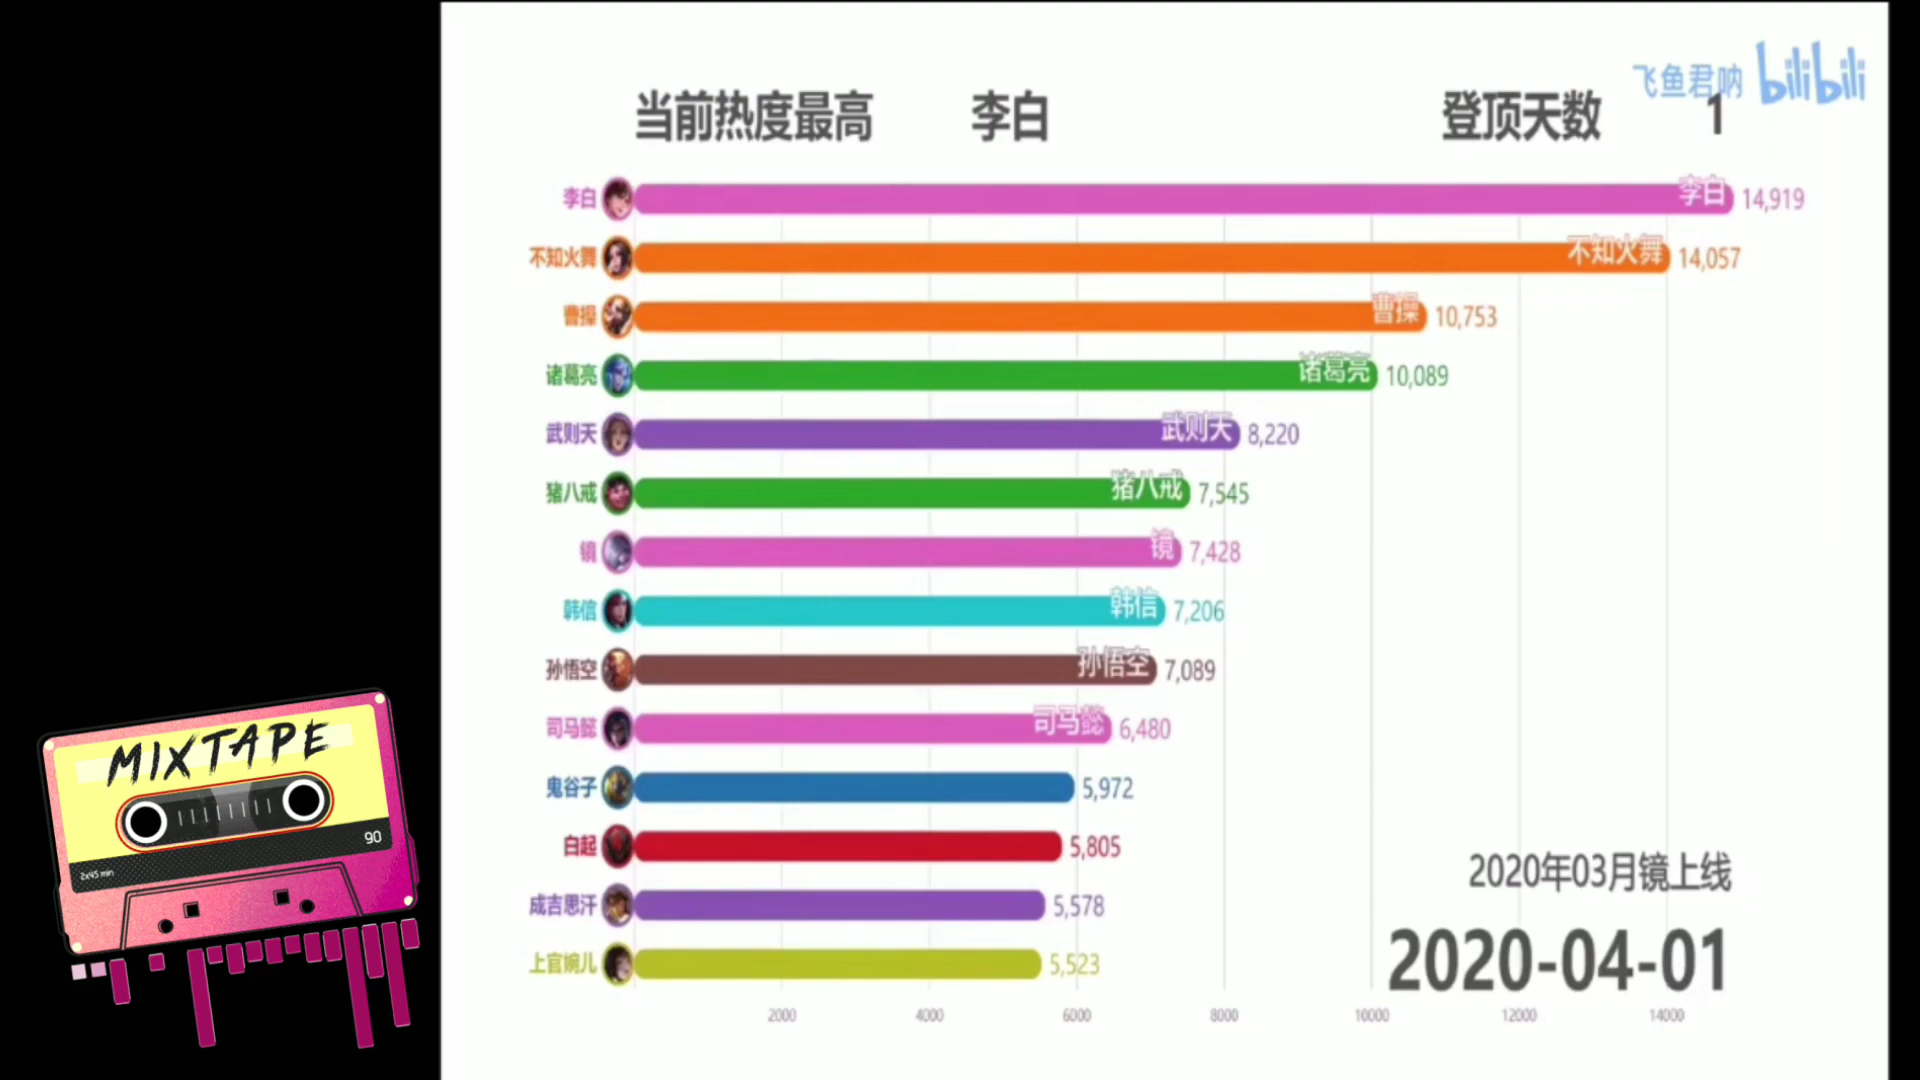 飞鱼君呐 bilibili
当前热度最高 李白 登顶天数 1
李白 李白 14,919
不知火舞 不知火舞 14,057
曹操 曹操 10,753
诸葛亮 诸葛亮 10,089
武则天 武则天 8,220
猪八戒 猪八戒 7,545
镜 镜 7,428
韩信 韩信 7,206
孙悟空 孙悟空 7,089
司马懿 司马懿 6,480
鬼谷子 5,972
白起 5,805
成吉思汗 5,578
上官婉儿 5,523
2020年03月镜上线
2020-04-01
2000 4000 6000 8000 10000 12000 14000
MIXTAPE
90
2x45 min